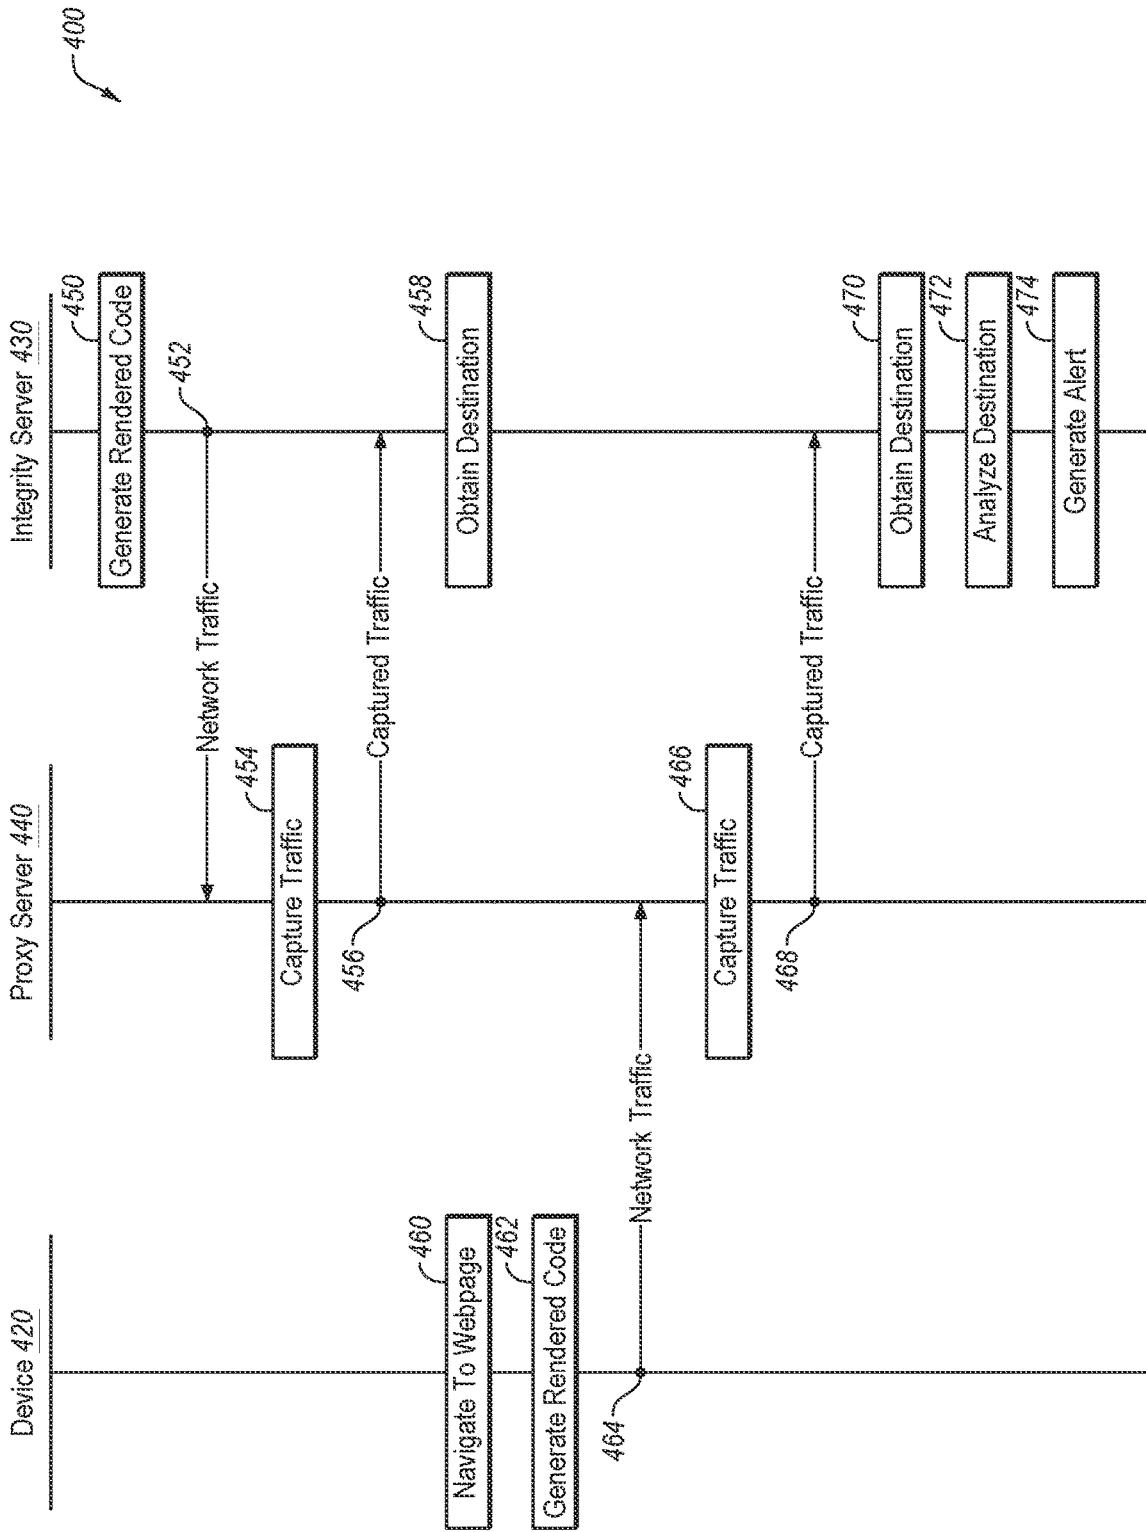 400
Device 420
Proxy Server 440
Integrity Server 430
450
Generate Rendered Code
452
Network Traffic
454
Capture Traffic
456
Captured Traffic
458
Obtain Destination
460
Navigate To Webpage
462
Generate Rendered Code
464
Network Traffic
466
Capture Traffic
468
Captured Traffic
470
Obtain Destination
472
Analyze Destination
474
Generate Alert